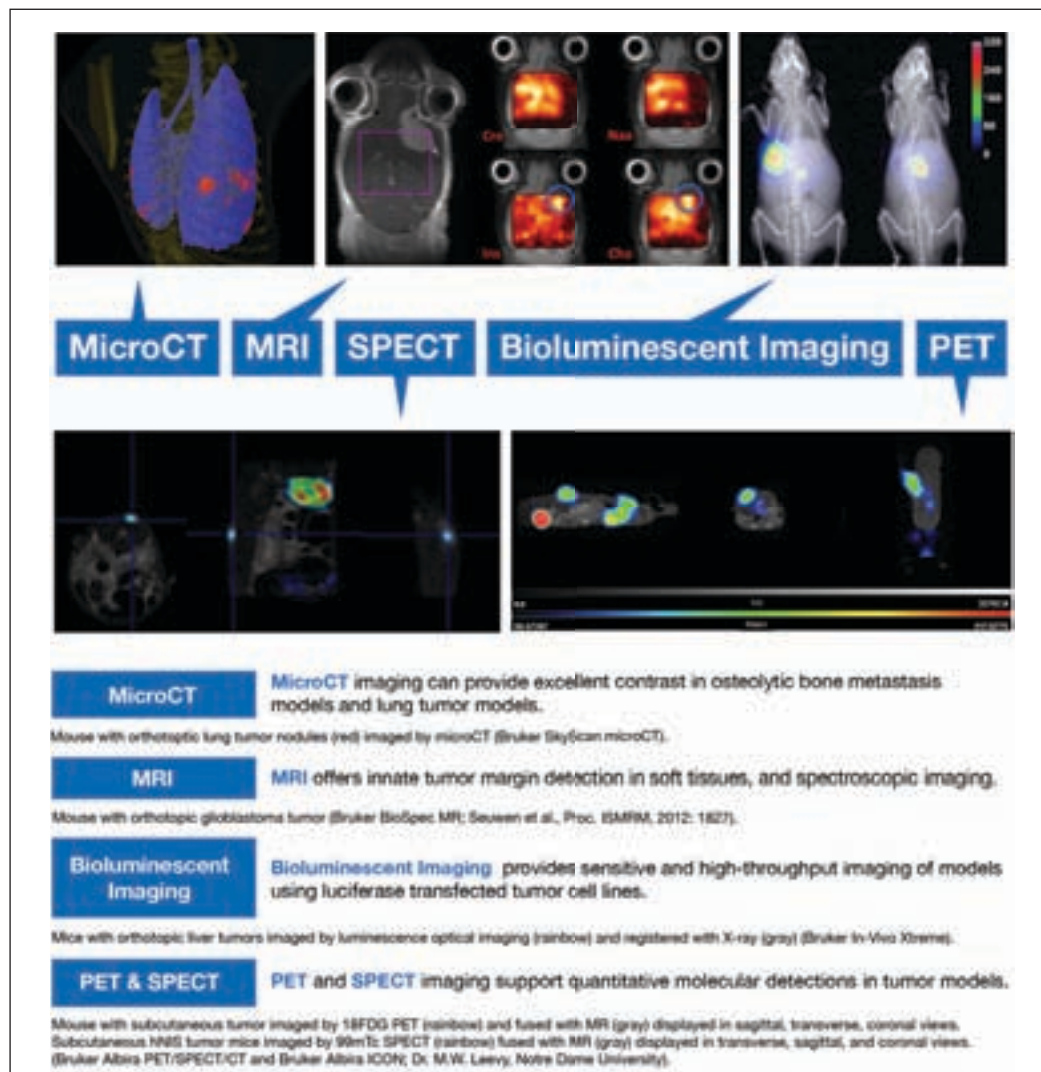 Cre
Naa
Ino
Cho
MicroCT
MRI
SPECT
Bioluminescent Imaging
PET
MicroCT
MicroCT imaging can provide excellent contrast in osteolytic bone metastasis
models and lung tumor models.
Mouse with orthotoptic lung tumor nodules (red) imaged by microCT (Bruker SkyScan microCT).
MRI
MRI offers innate tumor margin detection in soft tissues, and spectroscopic imaging.
Mouse with orthotopic glioblastoma tumor (Bruker BioSpec MR; Seuwen et al., Proc. ISMRM, 2012: 1827).
Bioluminescent
Imaging
Bioluminescent Imaging provides sensitive and high-throughput imaging of models
using luciferase transfected tumor cell lines.
Mice with orthotopic liver tumors imaged by luminescence optical imaging (rainbow) and registered with X-ray (gray) (Bruker In-Vivo Xtreme).
PET & SPECT
PET and SPECT imaging support quantitative molecular detections in tumor models.
Mouse with subcutaneous tumor imaged by 18FDG PET (rainbow) and fused with MR (gray) displayed in sagittal, transverse, coronal views.
Subcutaneous hNIS tumor mice imaged by 99mTc SPECT (rainbow) fused with MR (gray) displayed in transverse, sagittal, and coronal views.
(Bruker Albira PET/SPECT/CT and Bruker Albira ICON; Dr. M.W. Leevy, Notre Dame University).